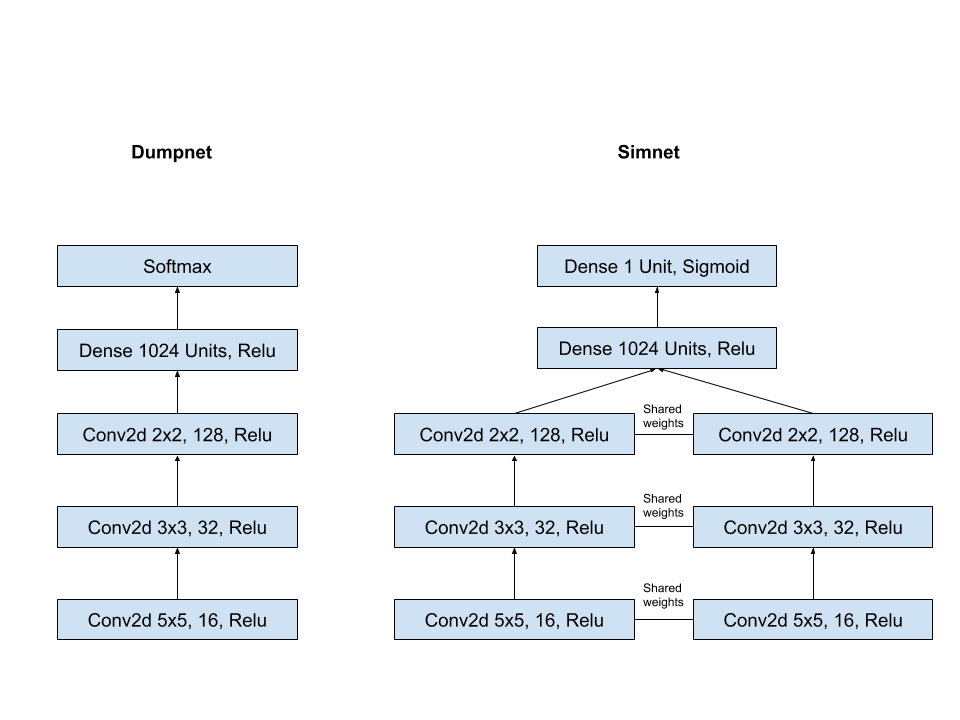 Dumpnet
Softmax
Dense 1024 Units, Relu
Conv2d 2x2, 128, Relu
Conv2d 3x3, 32, Relu
Conv2d 5x5, 16, Relu
Simnet
Dense 1 Unit, Sigmoid
Dense 1024 Units, Relu
Conv2d 2x2, 128, Relu
Shared
weights
Conv2d 2x2, 128, Relu
Conv2d 3x3, 32, Relu
Shared
weights
Conv2d 3x3, 32, Relu
Conv2d 5x5, 16, Relu
Shared
weights
Conv2d 5x5, 16, Relu